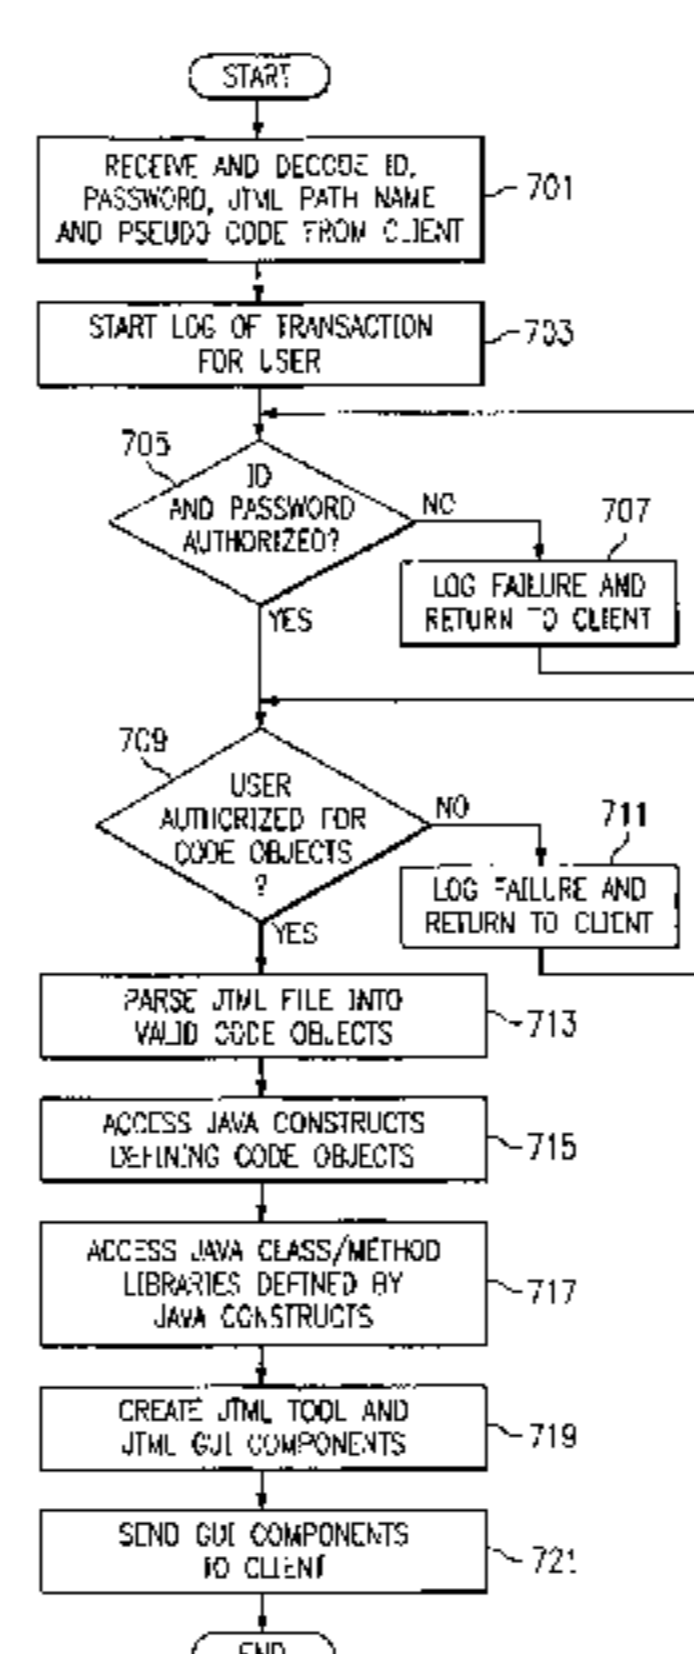 START
RECEIVE AND DECODE ID,
PASSWORD, JTML PATH NAME
AND PSEUDO CODE FROM CLIENT
701
START LOG OF TRANSACTION
FOR USER
703
705
ID
AND PASSWORD
AUTHORIZED?
NO
YES
707
LOG FAILURE AND
RETURN TO CLIENT
709
USER
AUTHORIZED FOR
CODE OBJECTS
?
NO
YES
711
LOG FAILURE AND
RETURN TO CLIENT
PARSE JTML FILE INTO
VALID CODE OBJECTS
713
ACCESS JAVA CONSTRUCTS
DEFINING CODE OBJECTS
715
ACCESS JAVA CLASS/METHOD
LIBRARIES DEFINED BY
JAVA CONSTRUCTS
717
CREATE JTML TOOL AND
JTML GUI COMPONENTS
719
SEND GUI COMPONENTS
TO CLIENT
721
END